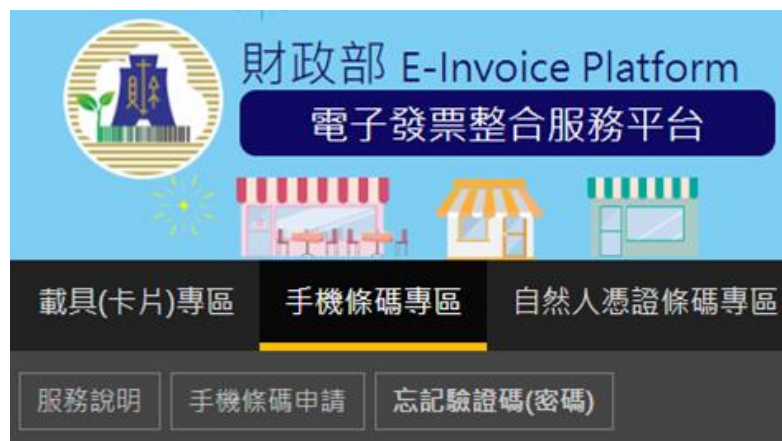 財政部 E-Invoice Platform
電子發票整合服務平台
載具(卡片)專區 手機條碼專區 自然人憑證條碼專區
服務說明 手機條碼申請 忘記驗證碼(密碼)